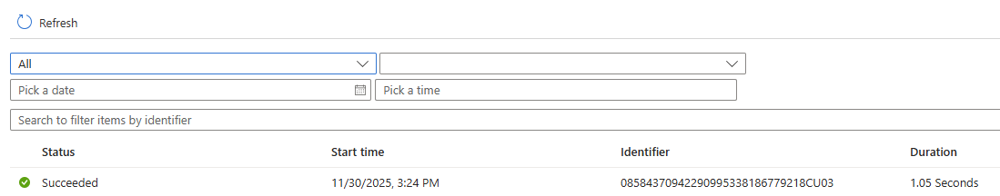 Refresh
All
Pick a date Pick a time
Search to filter items by identifier
Status Start time Identifier Duration
Succeeded 11/30/2025, 3:24 PM 08584370942290995338186779218CU03 1.05 Seconds